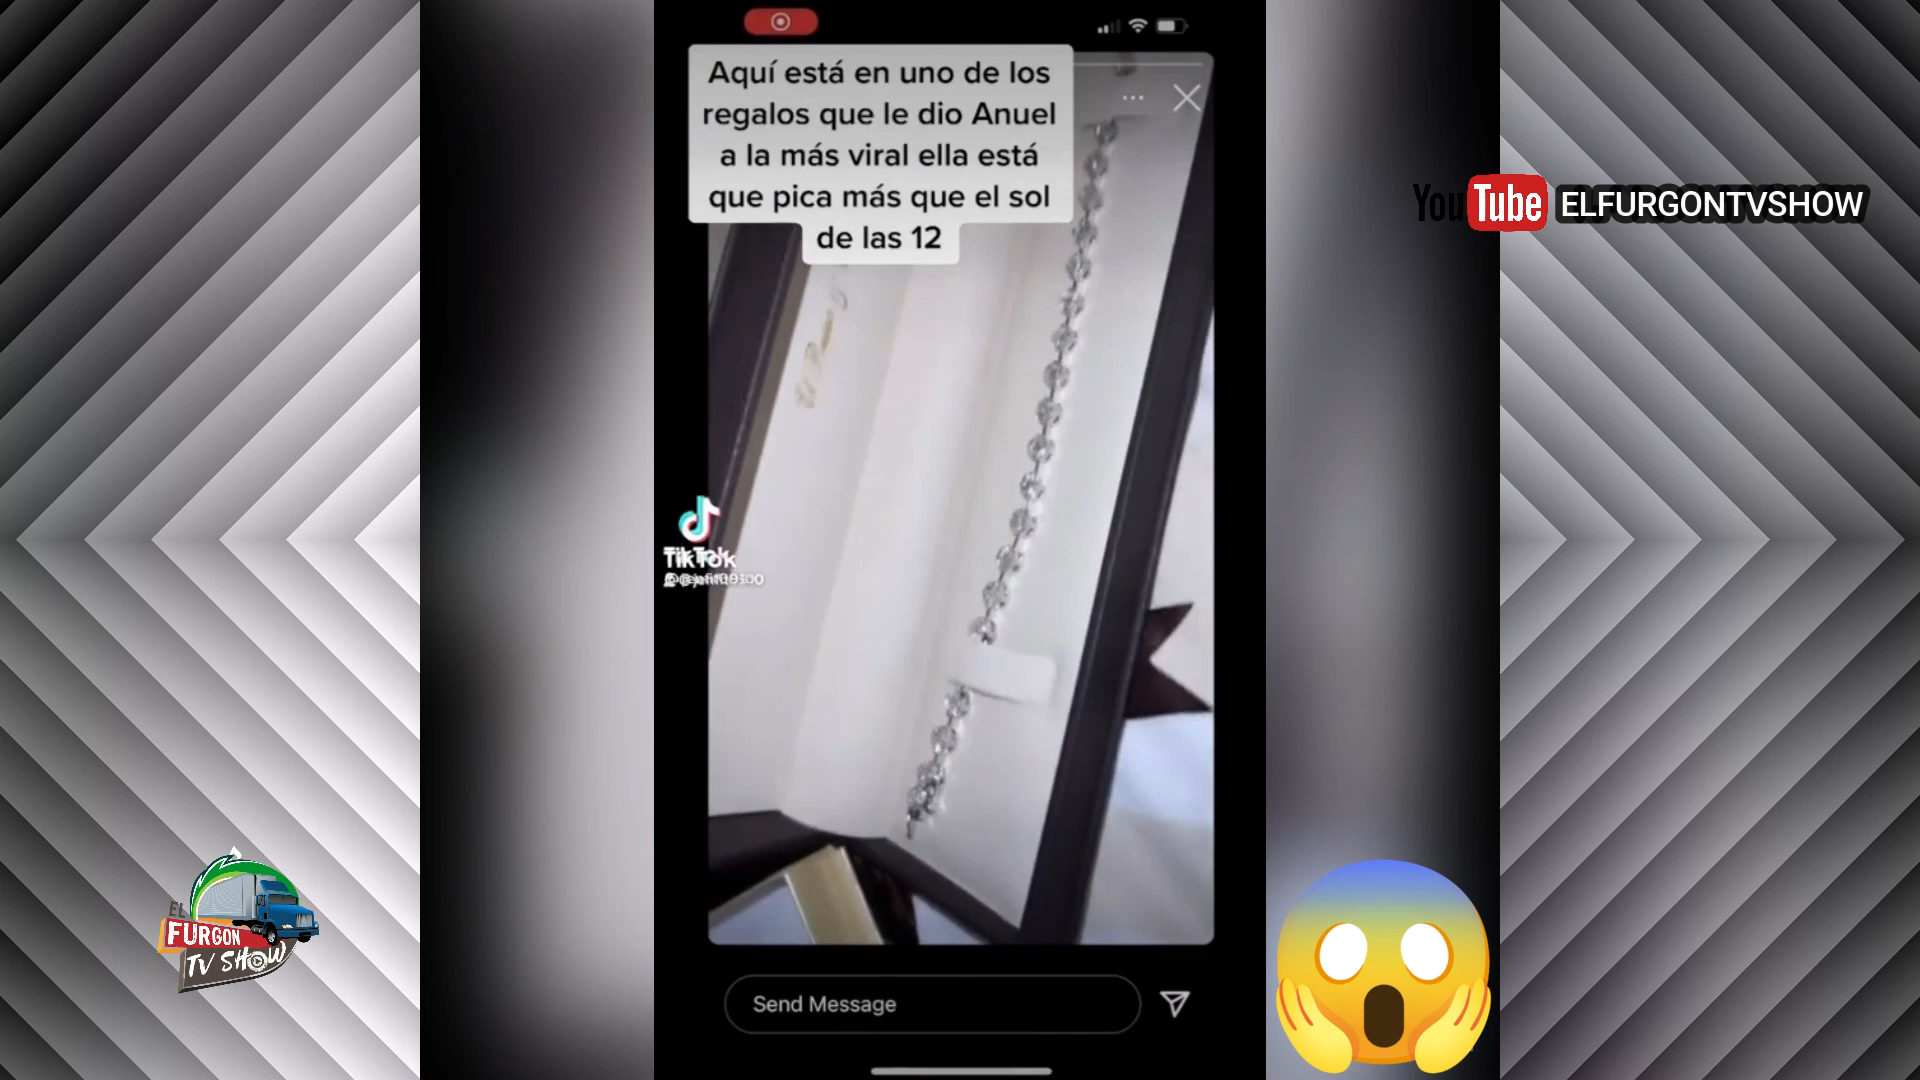 Aquí está en uno de los
regalos que le dio Anuel
a la más viral ella está
que pica más que el sol
de las 12
YouTube ELFURGONTVSHOW
TikTok
EL
FURGON
TV SHOW
Send Message